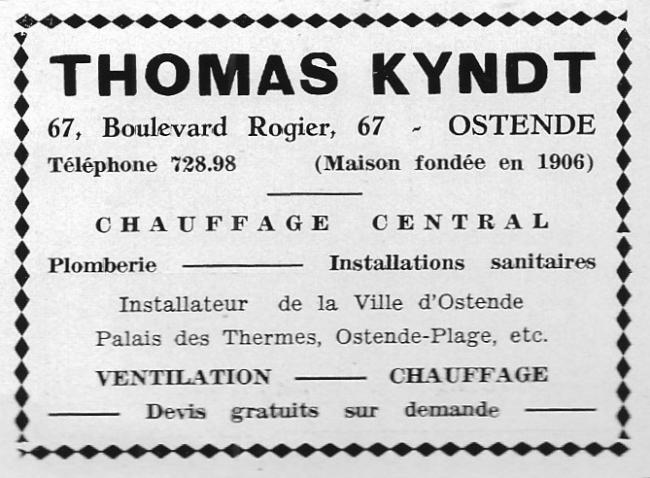 THOMAS KYNDT
67, Boulevard Rogier, 67 - OSTENDE
Téléphone 728.98 (Maison fondée en 1906)
CHAUFFAGE CENTRAL
Plomberie — Installations sanitaires
Installateur de la Ville d'Ostende
Palais des Thermes, Ostende-Plage, etc.
VENTILATION — CHAUFFAGE
— Devis gratuits sur demande —